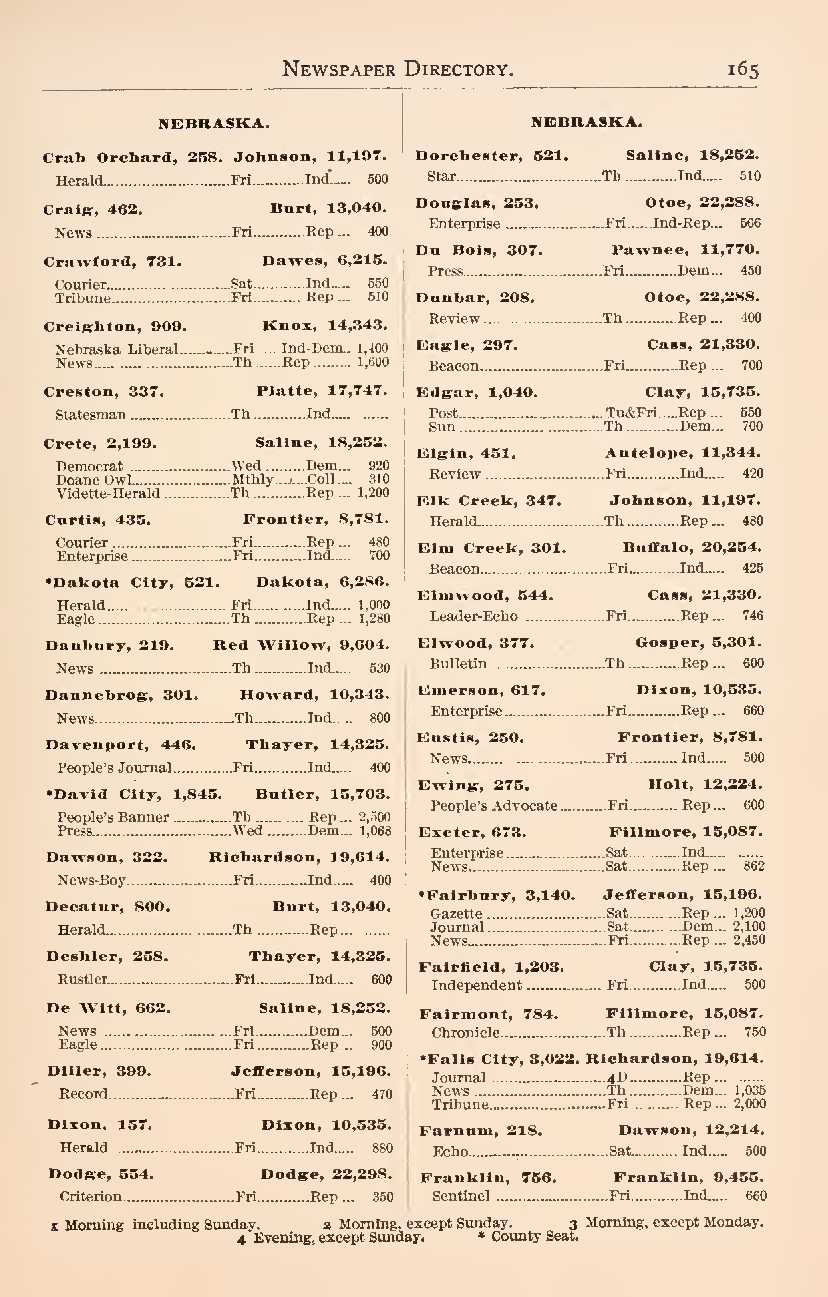 NEWSPAPER DIRECTORY. 165
NEBRASKA.
Crab Orchard, 258. Johnson, 11,197.
Herald Fri Ind 500
Craig, 462. Burt, 13,040.
News Fri Rep 400
Crawford, 731. Dawes, 6,215.
Courier Sat Ind 550
Tribune Fri Rep 510
Creighton, 909. Knox, 14,343.
Nebraska Liberal Fri Ind-Dem 1,400
News Th Rep 1,600
Creston, 337. Platte, 17,747.
Statesman Th Ind
Crete, 2,199. Saline, 18,252.
Democrat Wed Dem 920
Doane Owl Mthly Coll 310
Vidette-Herald Th Rep 1,200
Curtis, 435. Frontier, 8,781.
Courier Fri Rep 480
Enterprise Fri Ind 700
*Dakota City, 521. Dakota, 6,286.
Herald Fri Ind 1,000
Eagle Th Rep 1,280
Danbury, 219. Red Willow, 9,604.
News Th Ind 530
Dannebrog, 301. Howard, 10,343.
News Th Ind 800
Davenport, 446. Thayer, 14,325.
People's Journal Fri Ind 400
*David City, 1,845. Butler, 15,703.
People's Banner Th Rep 2,500
Press Wed Dem 1,068
Dawson, 322. Richardson, 19,614.
News-Boy Fri Ind 400
Decatur, 800. Burt, 13,040.
Herald Th Rep
Deshler, 258. Thayer, 14,325.
Rustler Fri Ind 600
De Witt, 662. Saline, 18,252.
News Fri Dem 500
Eagle Fri Rep 900
Diller, 399. Jefferson, 15,196.
Record Fri Rep 470
Dixon. 157. Dixon, 10,535.
Herald Fri Ind 880
Dodge, 554. Dodge, 22,298.
Criterion Fri Rep 350
NEBRASKA.
Dorchester, 521. Saline, 18,252.
Star Th Ind 510
Douglas, 253. Otoe, 22,288.
Enterprise Fri Ind-Rep 566
Du Bois, 307. Pawnee, 11,770.
Press Fri Dem 450
Dunbar, 208. Otoe, 22,288.
Review Th Rep 400
Eagle, 297. Cass, 21,330.
Beacon Fri Rep 700
Edgar, 1,040. Clay, 15,735.
Post Tu&Fri Rep 550
Sun Th Dem 700
Elgin, 451. Antelope, 11,344.
Review Fri Ind 420
Elk Creek, 347. Johnson, 11,197.
Herald Th Rep 480
Elm Creek, 301. Buffalo, 20,254.
Beacon Fri Ind 425
Elmwood, 544. Cass, 21,330.
Leader-Echo Fri Rep 746
Elwood, 377. Gosper, 5,301.
Bulletin Th Rep 600
Emerson, 617. Dixon, 10,535.
Enterprise Fri Rep 660
Eustis, 250. Frontier, 8,781.
News Fri Ind 500
Ewing, 275. Holt, 12,224.
People's Advocate Fri Rep 600
Exeter, 673. Fillmore, 15,087.
Enterprise Sat Ind
News Sat Rep 862
*Fairbury, 3,140. Jefferson, 15,196.
Gazette Sat Rep 1,200
Journal Sat Dem 2,100
News Fri Rep 2,450
Fairfield, 1,203. Clay, 15,735.
Independent Fri Ind 500
Fairmont, 784. Fillmore, 15,087.
Chronicle Th Rep 750
*Falls City, 3,022. Richardson, 19,614.
Journal 4D Rep
News Th Dem 1,035
Tribune Fri Rep 2,000
Farnum, 218. Dawson, 12,214.
Echo Sat Ind 500
Franklin, 756. Franklin, 9,455.
Sentinel Fri Ind 660
1 Morning including Sunday. 2 Morning, except Sunday. 3 Morning, except Monday.
4 Evening, except Sunday. * County Seat.